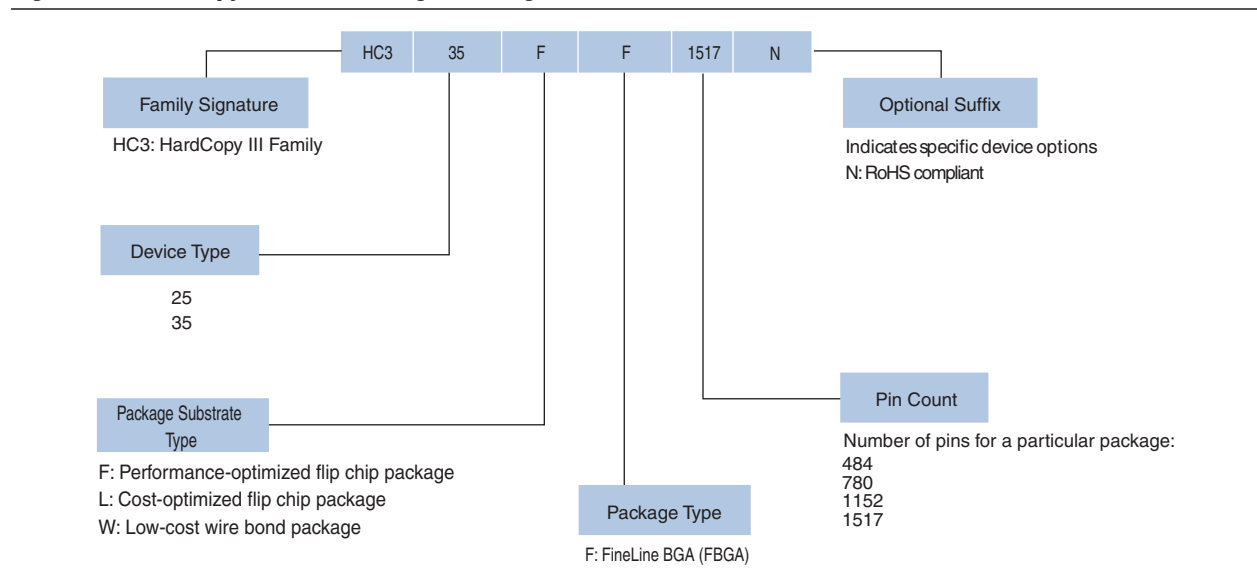 HC3 35 F F 1517 N
Family Signature
HC3: HardCopy III Family
Optional Suffix
Indicates specific device options
N: RoHS compliant
Device Type
25
35
Package Substrate
Type
F: Performance-optimized flip chip package
L: Cost-optimized flip chip package
W: Low-cost wire bond package
Package Type
F: FineLine BGA (FBGA)
Pin Count
Number of pins for a particular package:
484
780
1152
1517